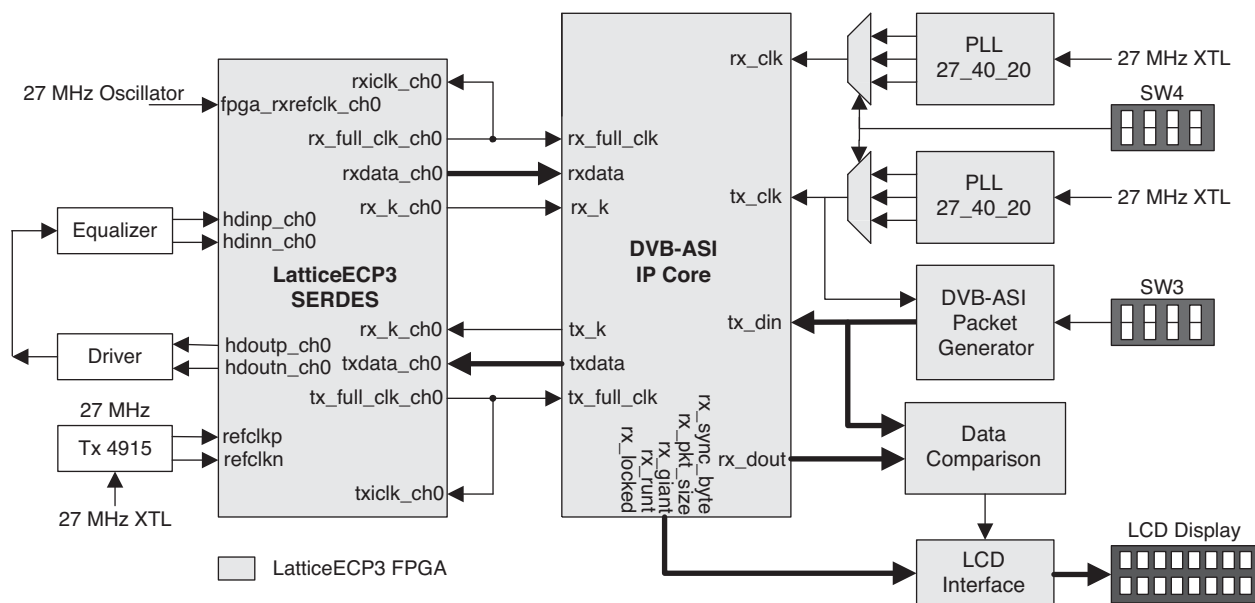 27 MHz Oscillator
rxiclk_ch0
fpga_rxrefclk_ch0
rx_full_clk_ch0
rxdata_ch0
rx_k_ch0
hdinp_ch0
hdinn_ch0
LatticeECP3
SERDES
rx_k_ch0
hdoutp_ch0
txdata_ch0
hdoutn_ch0
tx_full_clk_ch0
refclkp
refclkn
txiclk_ch0
Equalizer
Driver
27 MHz
Tx 4915
27 MHz XTL
LatticeECP3 FPGA
rx_clk
rx_full_clk
rxdata
tx_clk
rx_k
DVB-ASI
IP Core
tx_k
tx_din
txdata
tx_full_clk
rx_locked
rx_runt
rx_giant
rx_pkt_size
rx_sync_byte
rx_dout
PLL
27_40_20
27 MHz XTL
SW4
PLL
27_40_20
27 MHz XTL
DVB-ASI
Packet
Generator
SW3
Data
Comparison
LCD
Interface
LCD Display